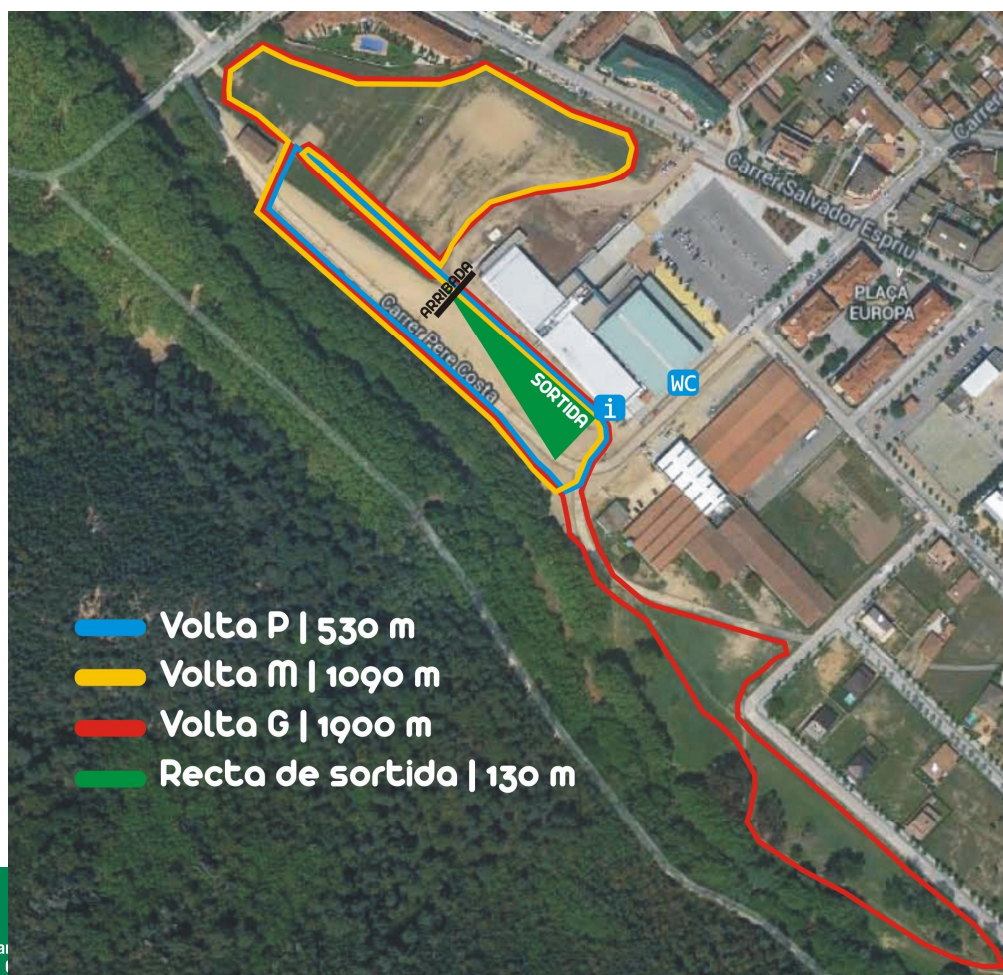 Carrer
Carrer Salvador Espriu
PLAÇA
EUROPA
ARRIBADA
Carrer Pere Costa
SORTIDA
i
WC
Volta P | 530 m
Volta M | 1090 m
Volta G | 1900 m
Recta de sortida | 130 m